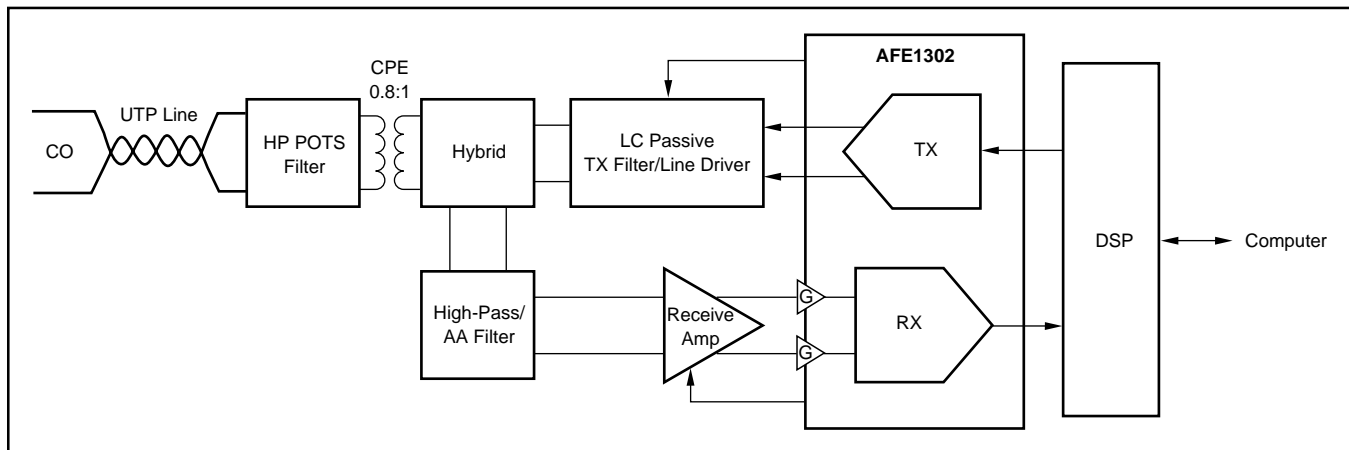 CO
UTP Line
HP POTS
Filter
CPE
0.8:1
Hybrid
LC Passive
TX Filter/Line Driver
AFE1302
TX
DSP
Computer
High-Pass/
AA Filter
Receive
Amp
G
G
RX